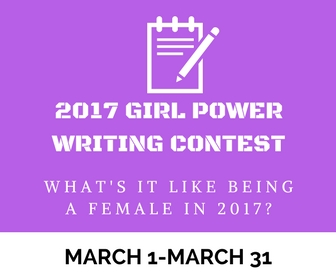 2017 GIRL POWER
WRITING CONTEST
WHAT'S IT LIKE BEING
A FEMALE IN 2017?
MARCH 1-MARCH 31